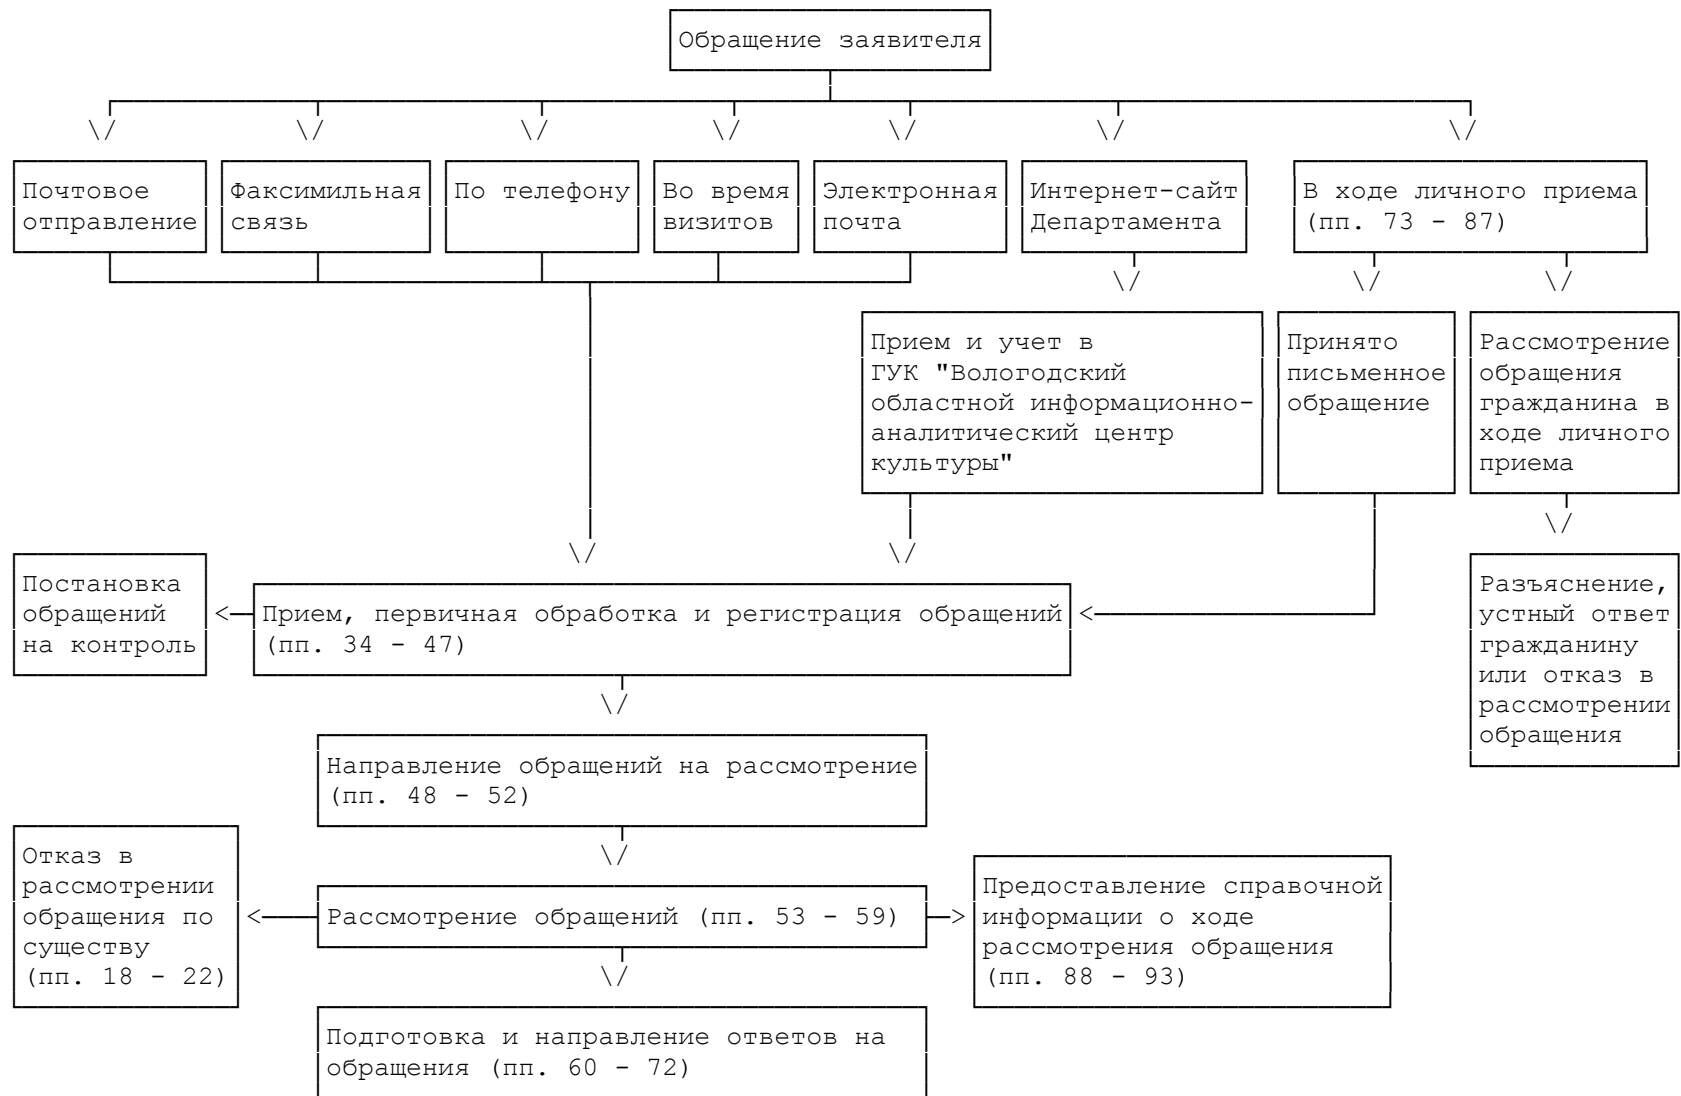 Обращение заявителя
Почтовое
отправление
Факсимильная
связь
По телефону
Во время
визитов
Электронная
почта
Интернет-сайт
Департамента
В ходе личного приема
(пп. 73 - 87)
Прием и учет в
ГУК "Вологодский
областной информационно-
аналитический центр
культуры"
Принято
письменное
обращение
Рассмотрение
обращения
гражданина в
ходе личного
приема
Постановка
обращений
на контроль
Прием, первичная обработка и регистрация обращений
(пп. 34 - 47)
Разъяснение,
устный ответ
гражданину
или отказ в
рассмотрении
обращения
Направление обращений на рассмотрение
(пп. 48 - 52)
Отказ в
рассмотрении
обращения по
существу
(пп. 18 - 22)
Рассмотрение обращений (пп. 53 - 59)
Предоставление справочной
информации о ходе
рассмотрения обращения
(пп. 88 - 93)
Подготовка и направление ответов на
обращения (пп. 60 - 72)